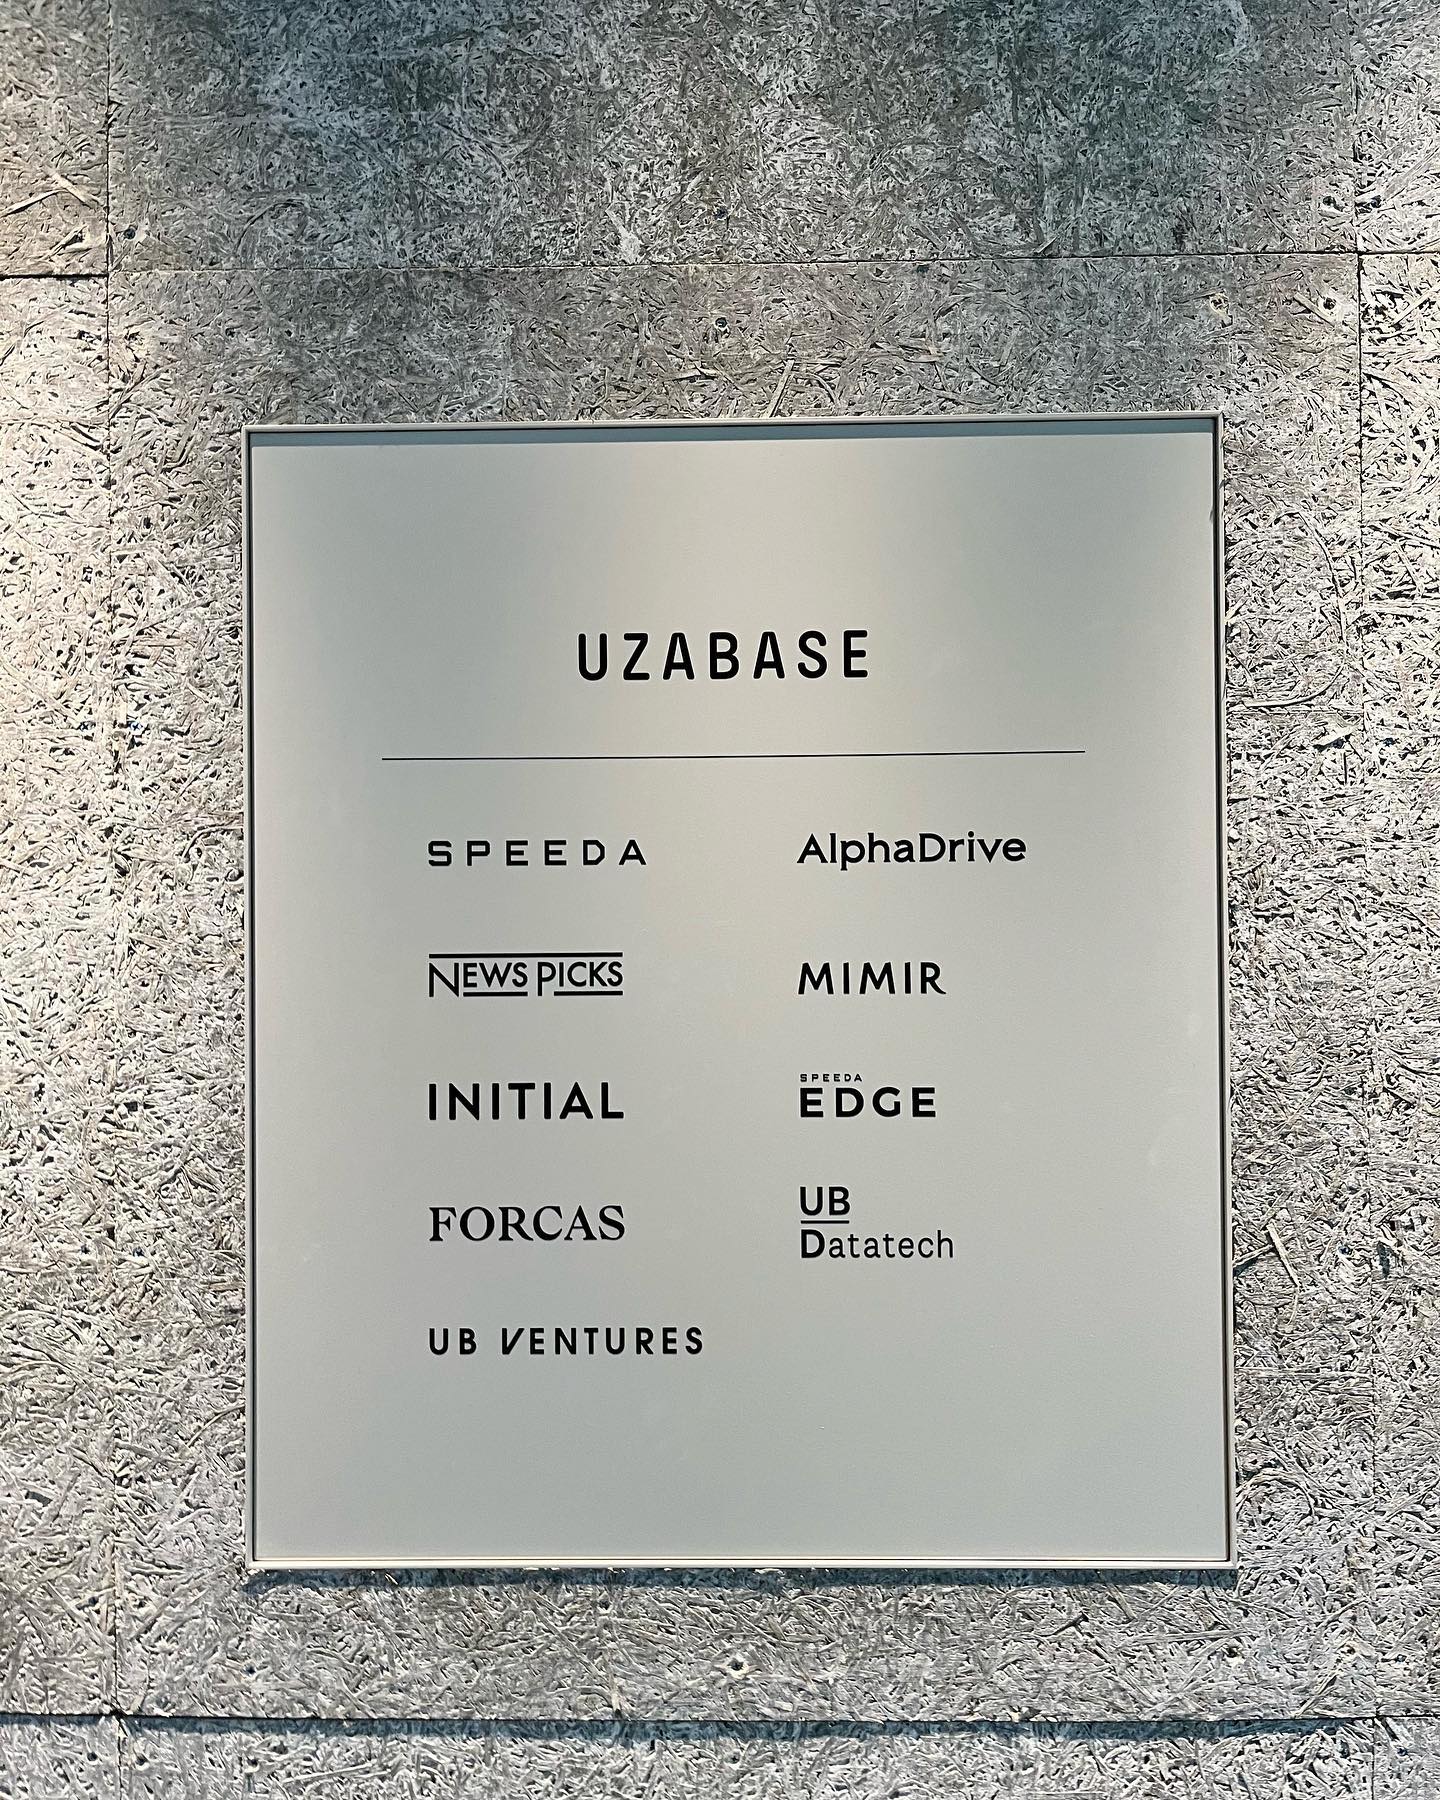 UZABASE
SPEEDA
AlphaDrive
NEWS PICKS
MIMIR
INITIAL
SPEEDA
EDGE
FORCAS
UB
Datatech
UB VENTURES